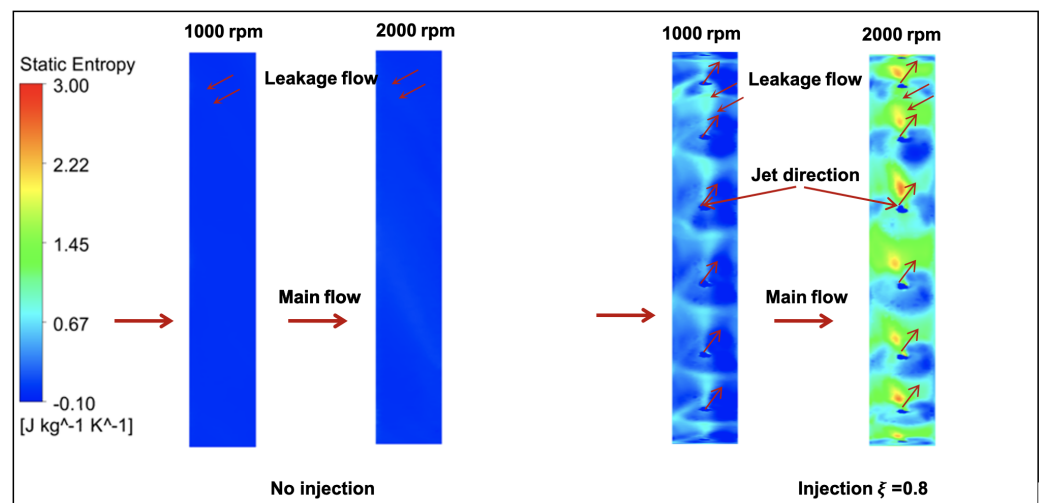 1000 rpm
2000 rpm
1000 rpm
2000 rpm
Static Entropy
3.00
2.22
1.45
0.67
-0.10
[J kg^-1 K^-1]
Leakage flow
Leakage flow
Jet direction
Main flow
Main flow
No injection
Injection ξ =0.8